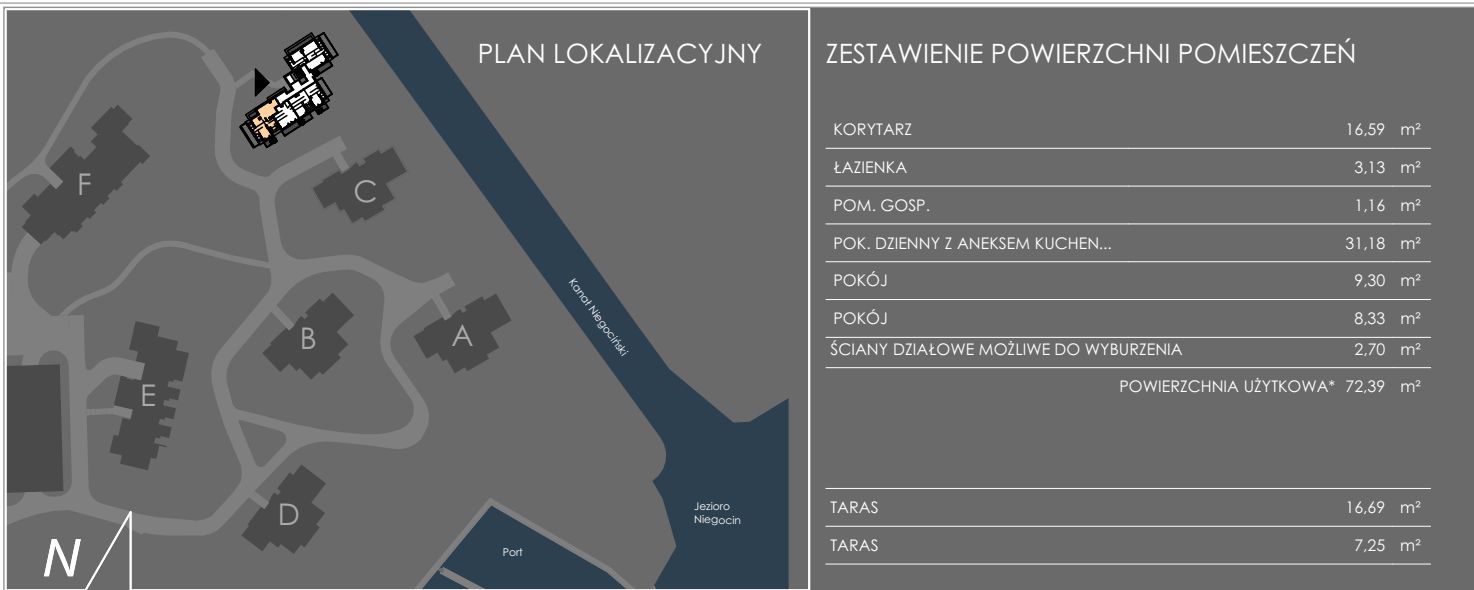 PLAN LOKALIZACYJNY
F
C
B
A
E
D
Kanał Niegociński
Jezioro
Niegocin
Port
N
ZESTAWIENIE POWIERZCHNI POMIESZCZEŃ
KORYTARZ 16,59 m²
ŁAZIENKA 3,13 m²
POM. GOSP. 1,16 m²
POK. DZIENNY Z ANEKSEM KUCHEN... 31,18 m²
POKÓJ 9,30 m²
POKÓJ 8,33 m²
ŚCIANY DZIAŁOWE MOŻLIWE DO WYBURZENIA 2,70 m²
POWIERZCHNIA UŻYTKOWA* 72,39 m²
TARAS 16,69 m²
TARAS 7,25 m²